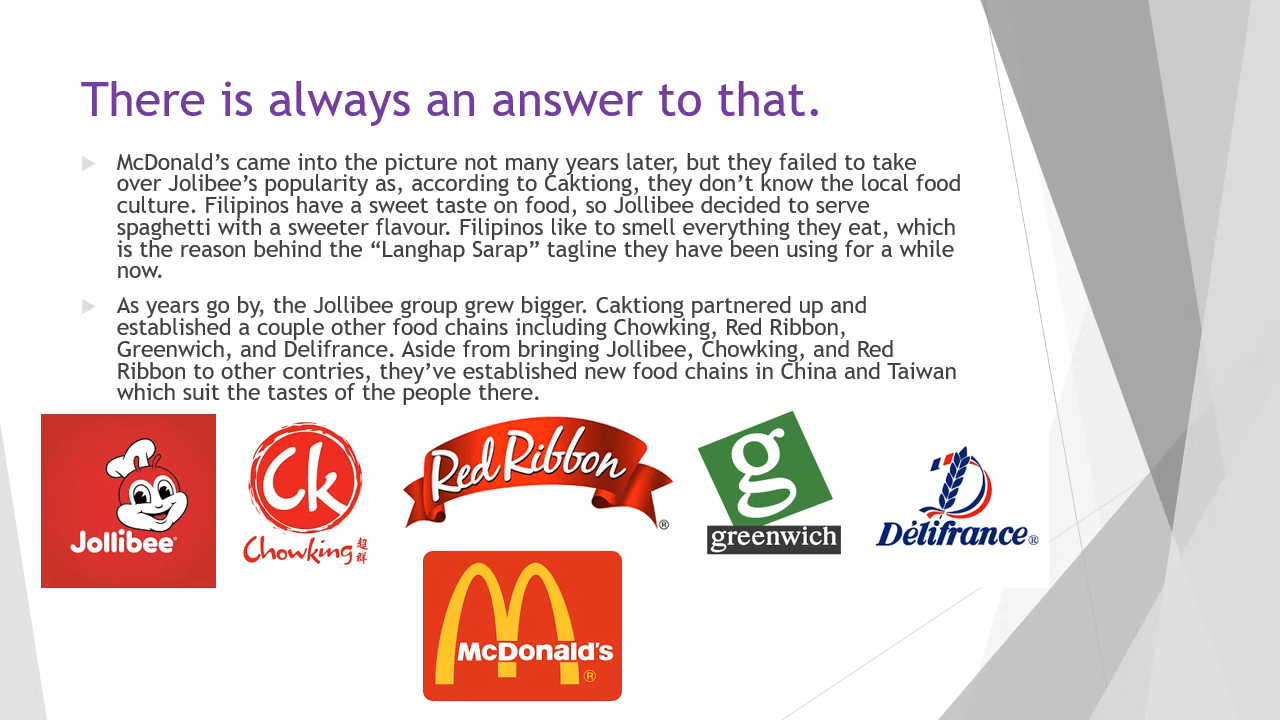 There is always an answer to that.
McDonald’s came into the picture not many years later, but they failed to take
over Jolibee’s popularity as, according to Caktiong, they don’t know the local food
culture. Filipinos have a sweet taste on food, so Jollibee decided to serve
spaghetti with a sweeter flavour. Filipinos like to smell everything they eat, which
is the reason behind the “Langhap Sarap” tagline they have been using for a while
now.
As years go by, the Jollibee group grew bigger. Caktiong partnered up and
established a couple other food chains including Chowking, Red Ribbon,
Greenwich, and Delifrance. Aside from bringing Jollibee, Chowking, and Red
Ribbon to other contries, they’ve established new food chains in China and Taiwan
which suit the tastes of the people there.
Jollibee
Ck
Chowking 超群
Red Ribbon ®
g
greenwich
Délifrance ®
McDonald's ®